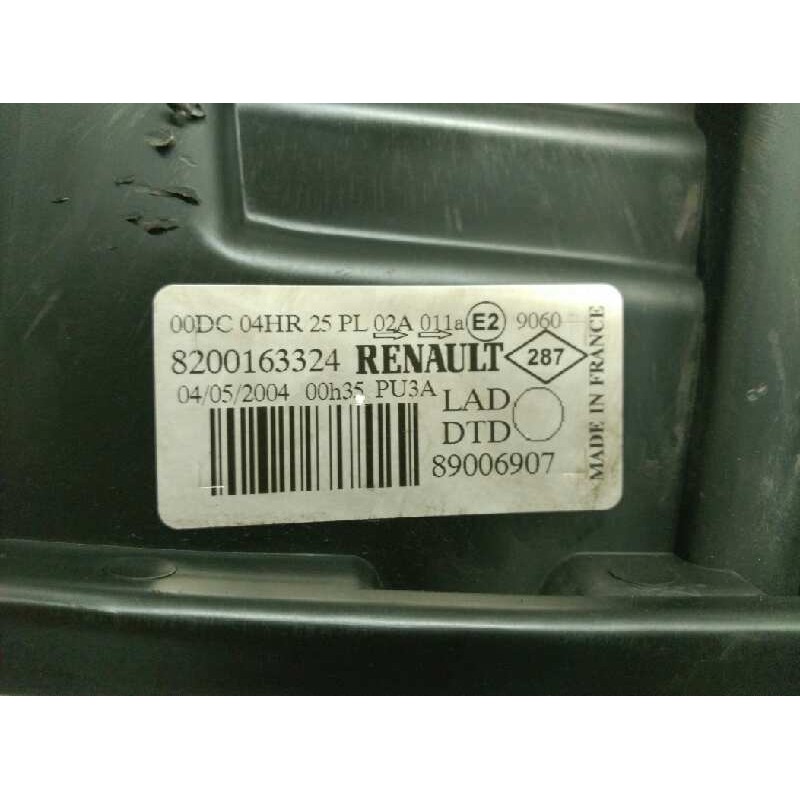 00DC 04HR 25 PL 02A 011a E2 9060
8200163324 RENAULT 287
04/05/2004 00h35 PU3A
LAD
DTD
89006907
MADE IN FRANCE